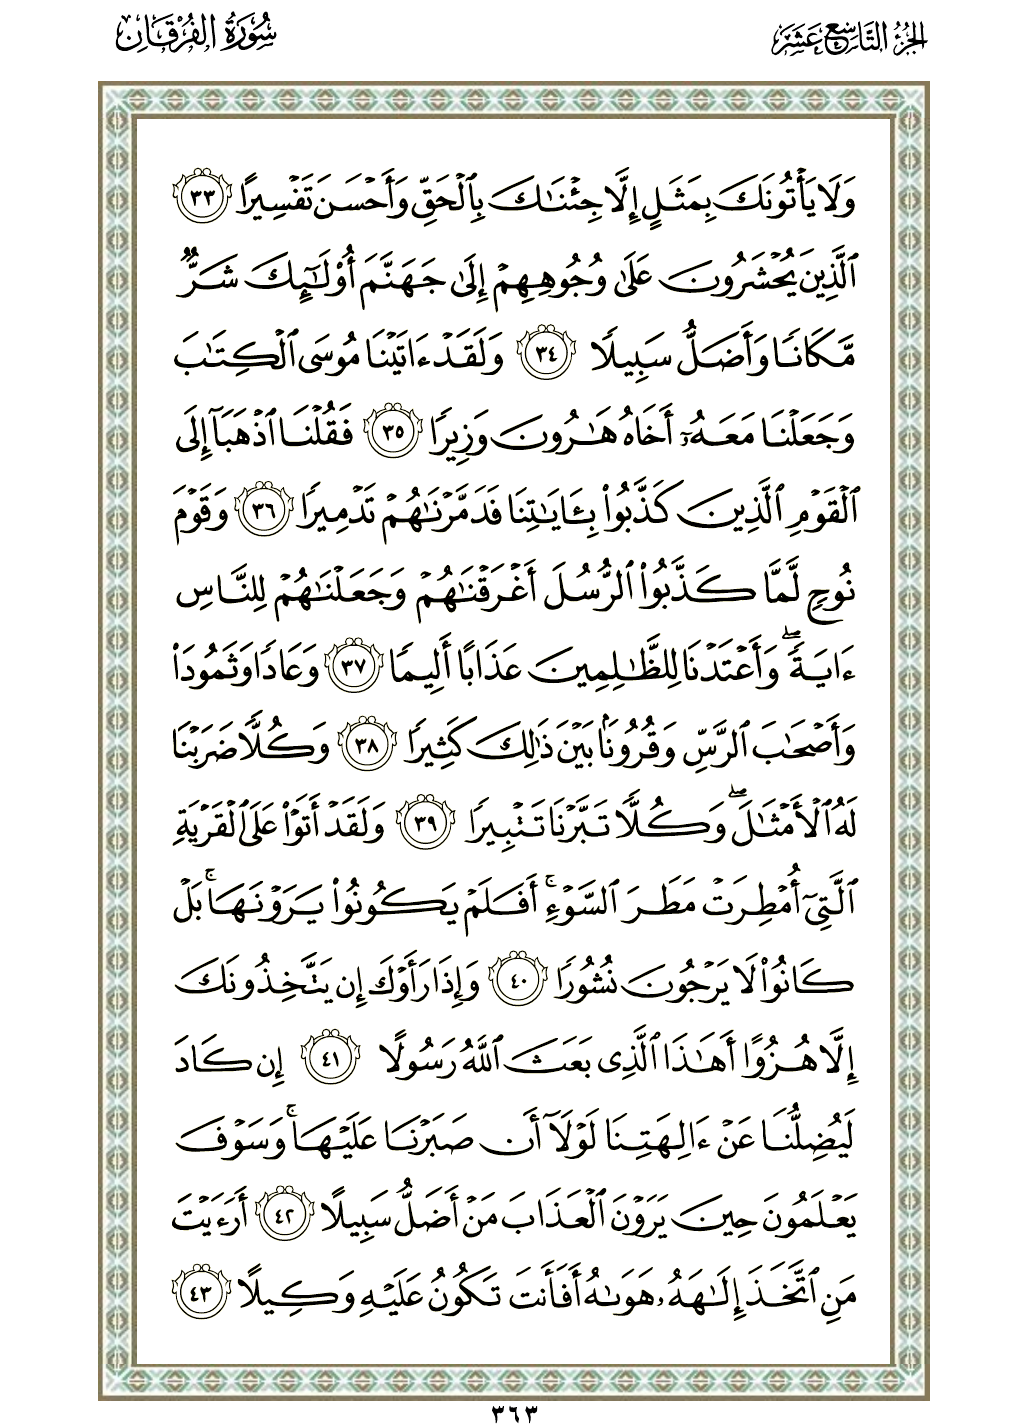 الجزء التاسع عشر
سورة الفرقان
وَلَا يَأْتُونَكَ بِمَثَلٍ إِلَّا جِئْنَٰكَ بِٱلْحَقِّ وَأَحْسَنَ تَفْسِيرًا ٣٣
ٱلَّذِينَ يُحْشَرُونَ عَلَىٰ وُجُوهِهِمْ إِلَىٰ جَهَنَّمَ أُو۟لَٰٓئِكَ شَرٌّ
مَّكَانًا وَأَضَلُّ سَبِيلًا ٣٤ وَلَقَدْ ءَاتَيْنَا مُوسَى ٱلْكِتَٰبَ
وَجَعَلْنَا مَعَهُۥٓ أَخَاهُ هَٰرُونَ وَزِيرًا ٣٥ فَقُلْنَا ٱذْهَبَآ إِلَى
ٱلْقَوْمِ ٱلَّذِينَ كَذَّبُوا۟ بِـَٔايَٰتِنَا فَدَمَّرْنَٰهُمْ تَدْمِيرًا ٣٦ وَقَوْمَ
نُوحٍ لَّمَّا كَذَّبُوا۟ ٱلرُّسُلَ أَغْرَقْنَٰهُمْ وَجَعَلْنَٰهُمْ لِلنَّاسِ
ءَايَةً ۖ وَأَعْتَدْنَا لِلظَّٰلِمِينَ عَذَابًا أَلِيمًا ٣٧ وَعَادًا وَثَمُودَا۟
وَأَصْحَٰبَ ٱلرَّسِّ وَقُرُونًۢا بَيْنَ ذَٰلِكَ كَثِيرًا ٣٨ وَكُلًّا ضَرَبْنَا
لَهُ ٱلْأَمْثَٰلَ ۖ وَكُلًّا تَبَّرْنَا تَتْبِيرًا ٣٩ وَلَقَدْ أَتَوْا۟ عَلَى ٱلْقَرْيَةِ
ٱلَّتِىٓ أُمْطِرَتْ مَطَرَ ٱلسَّوْءِ ۚ أَفَلَمْ يَكُونُوا۟ يَرَوْنَهَا ۚ بَلْ
كَانُوا۟ لَا يَرْجُونَ نُشُورًا ٤٠ وَإِذَا رَأَوْكَ إِن يَتَّخِذُونَكَ
إِلَّا هُزُوًا أَهَٰذَا ٱلَّذِى بَعَثَ ٱللَّهُ رَسُولًا ٤١ إِن كَادَ
لَيُضِلُّنَا عَنْ ءَالِهَتِنَا لَوْلَآ أَن صَبَرْنَا عَلَيْهَا ۚ وَسَوْفَ
يَعْلَمُونَ حِينَ يَرَوْنَ ٱلْعَذَابَ مَنْ أَضَلُّ سَبِيلًا ٤٢ أَرَءَيْتَ
مَنِ ٱتَّخَذَ إِلَٰهَهُۥ هَوَىٰهُ أَفَأَنتَ تَكُونُ عَلَيْهِ وَكِيلًا ٤٣
٣٦٣